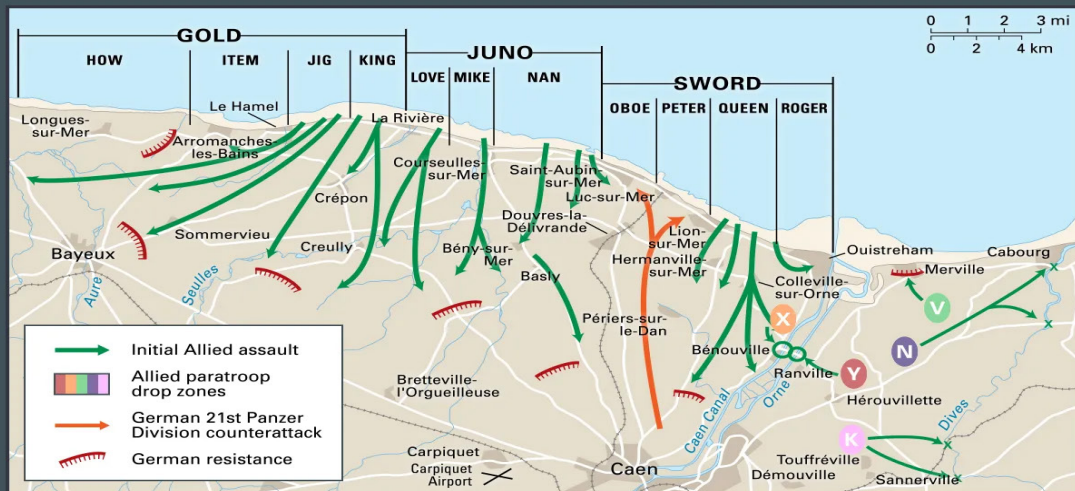 GOLD
JUNO
SWORD
HOW
ITEM
JIG
KING
LOVE
MIKE
NAN
OBOE
PETER
QUEEN
ROGER
0 1 2 3 mi
0 2 4 km
Longues-
sur-Mer
Le Hamel
Arromanches-
les-Bains
La Rivière
Courseulles-
sur-Mer
Saint-Aubin-
sur-Mer
Luc-sur-Mer
Crépon
Douvres-la-
Délivrande
Lion-
sur-Mer
Hermanville-
sur-Mer
Ouistreham
Cabourg
Merville
Colleville-
sur-Orne
Sommervieu
Creully
Bény-sur-
Mer
Basly
Bayeux
Aure
Seulles
Périers-sur-
le-Dan
X
V
N
Bénouville
Ranville
Y
Hérouvillette
Bretteville-
l'Orgueilleuse
Caen Canal
Orne
Dives
K
Touffréville
Démouville
Sannerville
Carpiquet
Carpiquet
Airport
Caen
Initial Allied assault
Allied paratroop
drop zones
German 21st Panzer
Division counterattack
German resistance